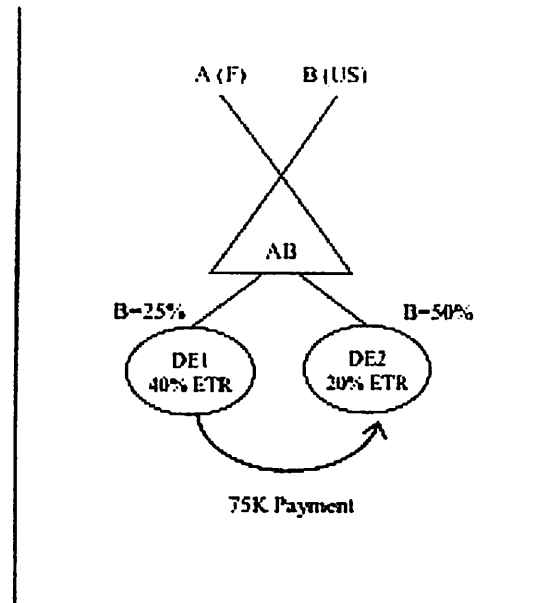 A (F) B (US)
AB
B=25% B=50%
DE1 DE2
40% ETR 20% ETR
75K Payment